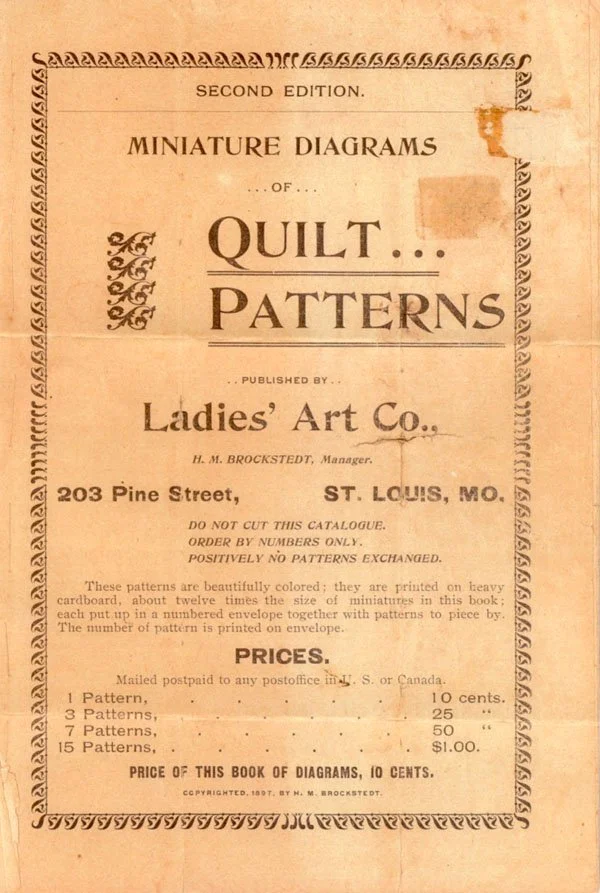 SECOND EDITION.
MINIATURE DIAGRAMS
...OF...
QUILT...
PATTERNS
..PUBLISHED BY..
Ladies' Art Co.,
H. M. BROCKSTEDT, Manager.
203 Pine Street, ST. LOUIS, MO.
DO NOT CUT THIS CATALOGUE.
ORDER BY NUMBERS ONLY.
POSITIVELY NO PATTERNS EXCHANGED.
These patterns are beautifully colored; they are printed on heavy
cardboard, about twelve times the size of miniatures in this book;
each put up in a numbered envelope together with patterns to piece by.
The number of pattern is printed on envelope.
PRICES.
Mailed postpaid to any postoffice in U. S. or Canada.
1 Pattern, . . . . . . 10 cents.
3 Patterns, . . . . . . 25 "
7 Patterns, . . . . . . 50 "
15 Patterns, . . . . . . $1.00.
PRICE OF THIS BOOK OF DIAGRAMS, 10 CENTS.
COPYRIGHTED, 1897, BY H. M. BROCKSTEDT.